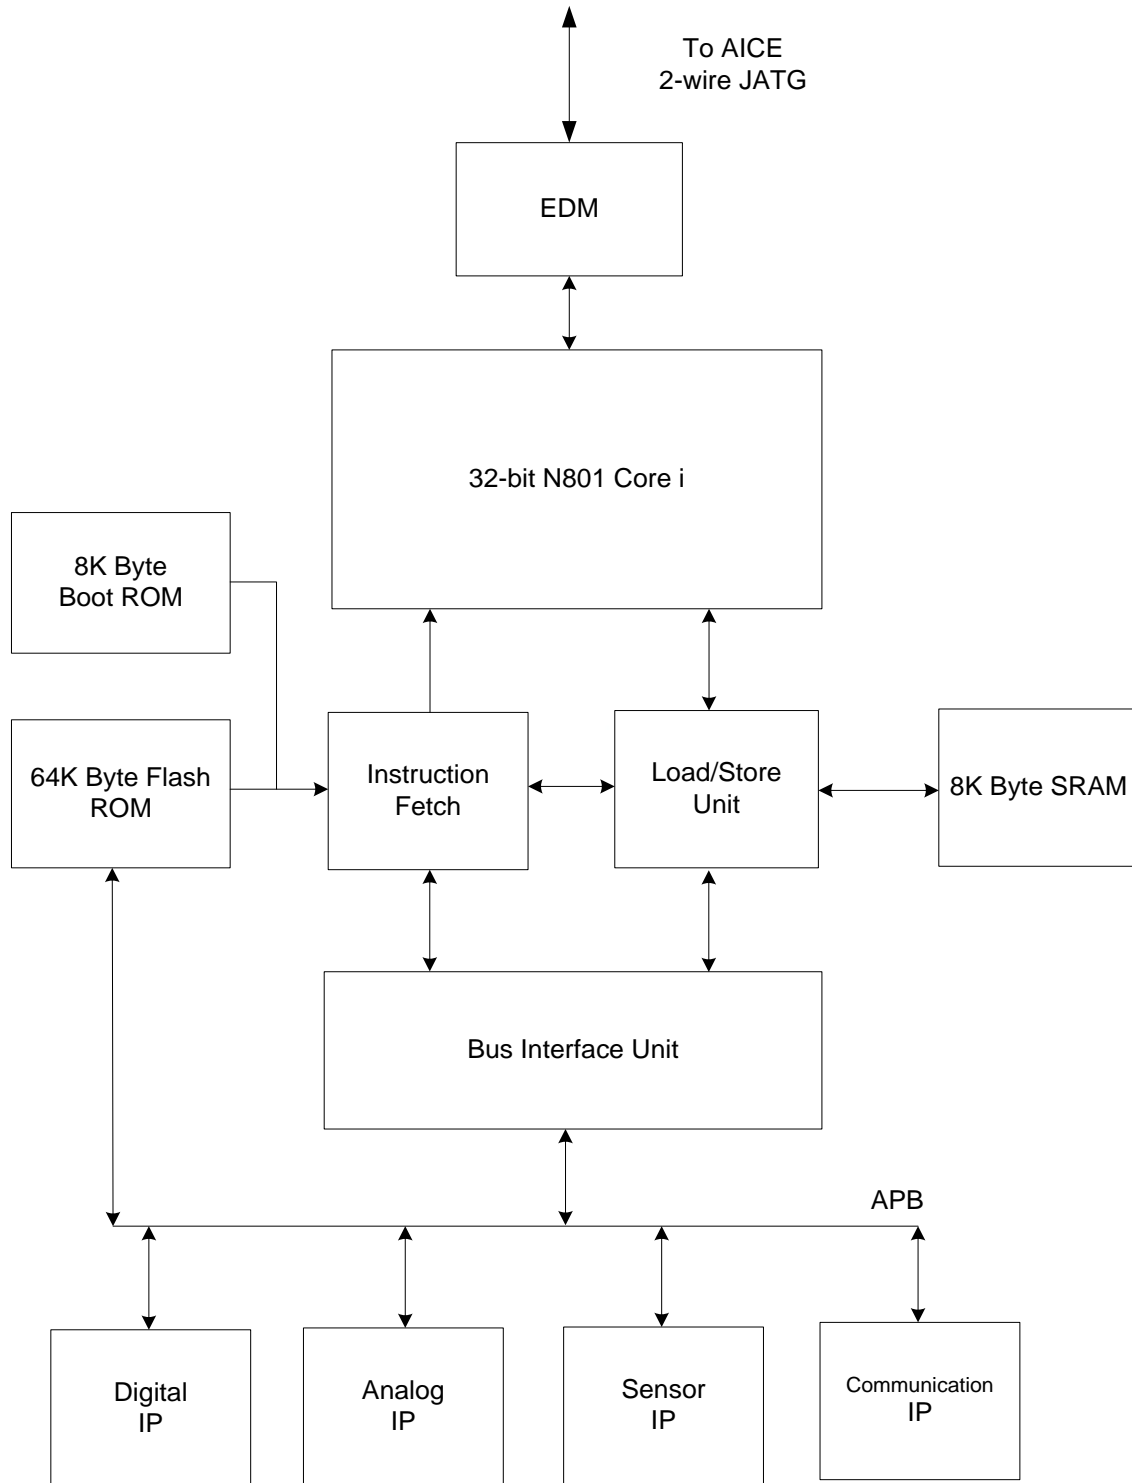 To AICE
2-wire JATG
EDM
32-bit N801 Core i
8K Byte
Boot ROM
64K Byte Flash
ROM
Instruction
Fetch
Load/Store
Unit
8K Byte SRAM
Bus Interface Unit
APB
Digital
IP
Analog
IP
Sensor
IP
Communication
IP